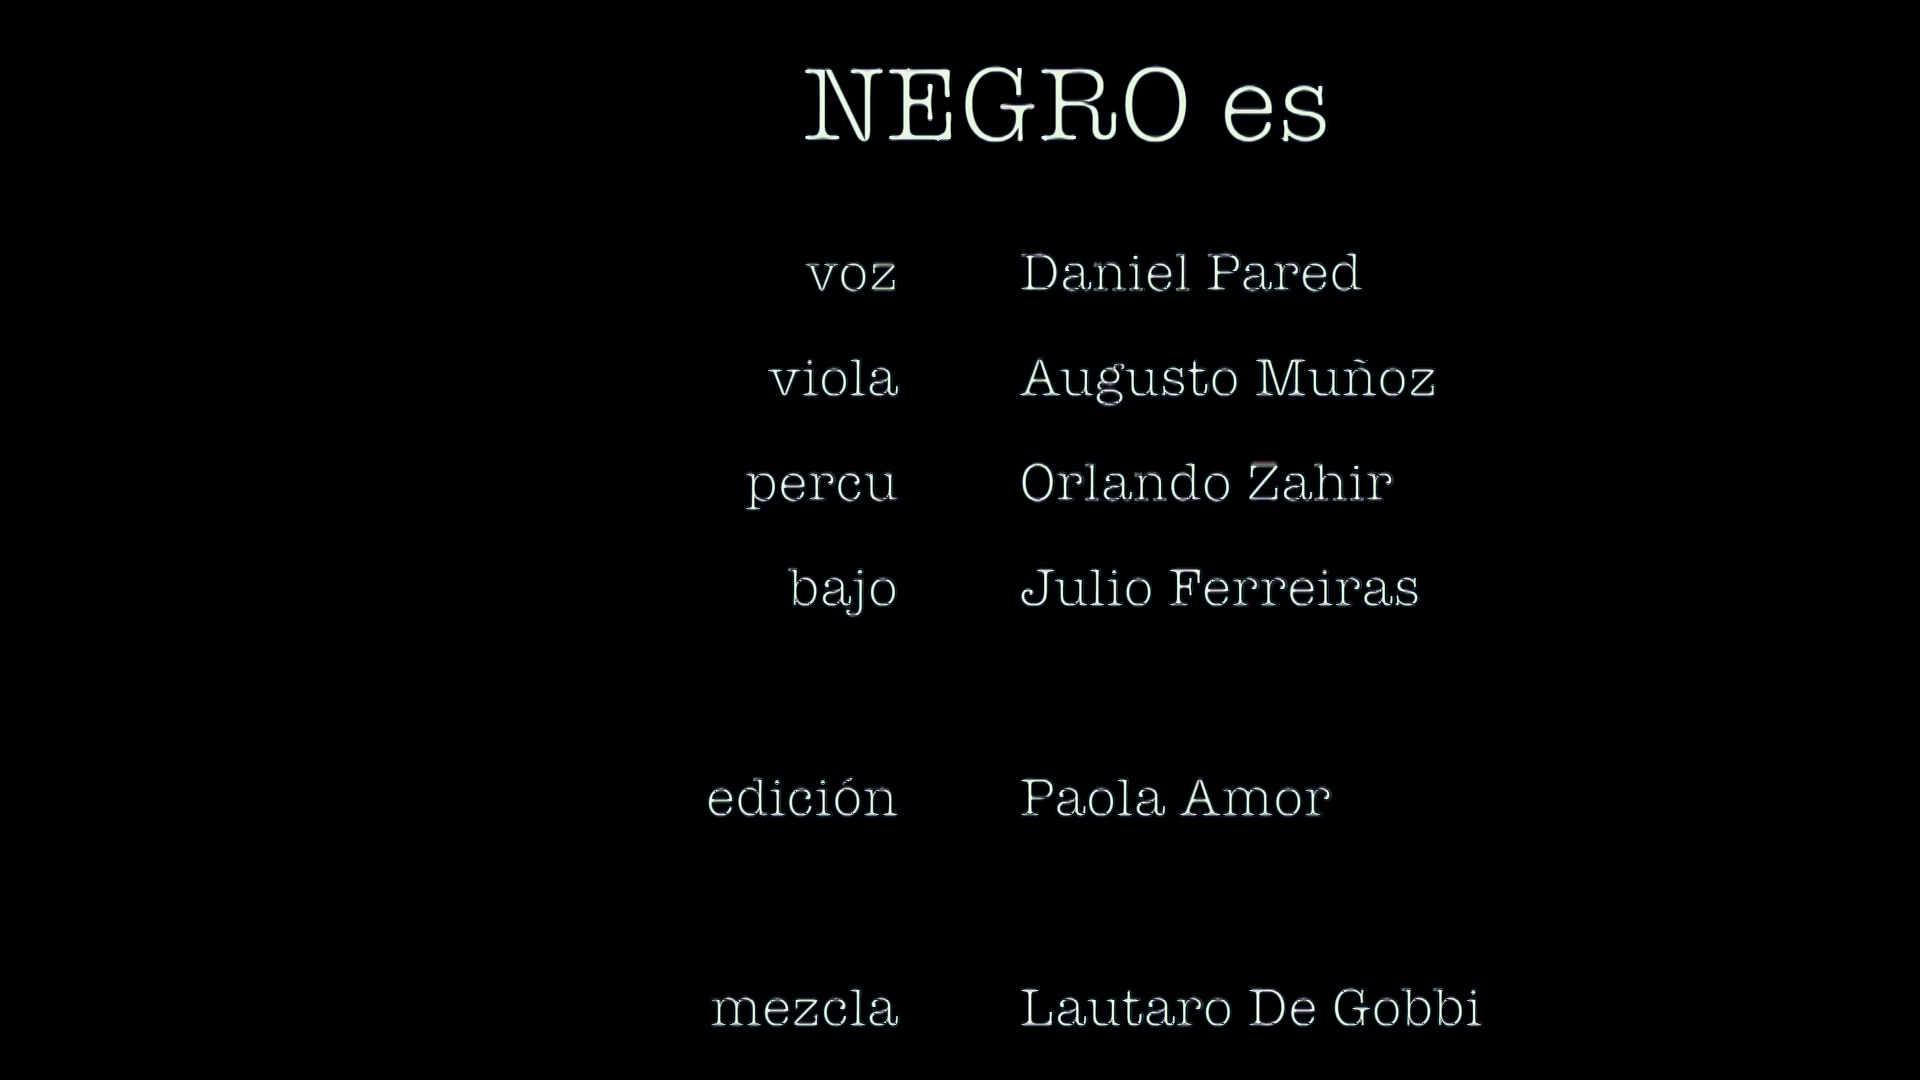 NEGRO es
voz Daniel Pared
viola Augusto Muñoz
percu Orlando Zahir
bajo Julio Ferreiras
edición Paola Amor
mezcla Lautaro De Gobbi